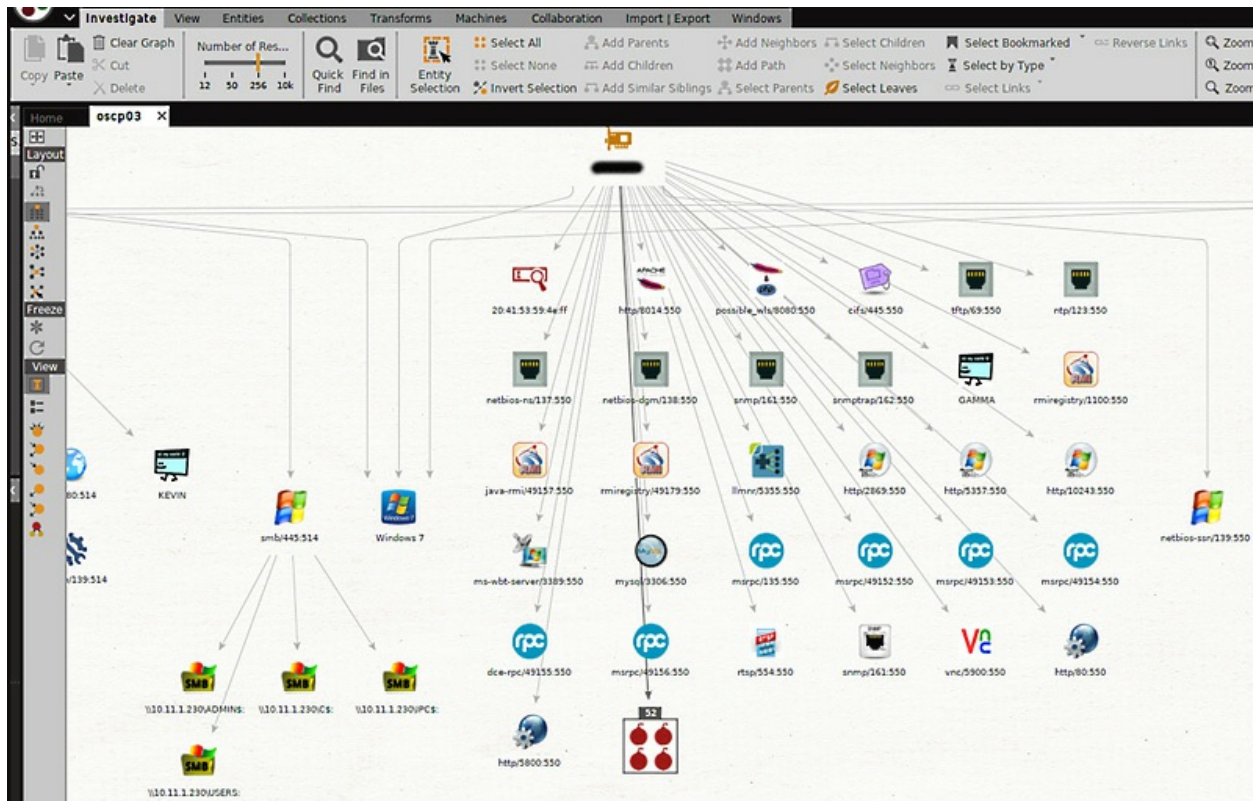 Investigate View Entities Collections Transforms Machines Collaboration Import | Export Windows
Copy Paste Clear Graph Cut Delete
Number of Res...
12 50 256 10k
Quick Find
Find in Files
Entity Selection
Select All Add Parents Add Neighbors Select Children Select Bookmarked Reverse Links Zoom
Select None Add Children Add Path Select Neighbors Select by Type Zoom
Invert Selection Add Similar Siblings Select Parents Select Leaves Select Links Zoom
Home oscp03 X
Layout
Freeze
View
20:41:53:59:4e:ff http/8014:550 possible_wls/8080:550 cifs/445:550 tftp/69:550 ntp/123:550
netbios-ns/137:550 netbios-dgm/138:550 snmp/161:550 snmptrap/162:550 GAMMA rmiregistry/1100:550
java-rmi/49157:550 rmiregistry/49179:550 llmnr/5355:550 http/2869:550 http/5357:550 http/10243:550
80:514 KEVIN
smb/445:514 Windows 7 netbios-ssn/139:550
/139:514
ms-wbt-server/3389:550 mysql/3306:550 msrpc/135:550 msrpc/49152:550 msrpc/49153:550 msrpc/49154:550
dce-rpc/49155:550 msrpc/49156:550 rtsp/554:550 snmp/161:550 vnc/5900:550 http/80:550
\\10.11.1.230\ADMIN$: \\10.11.1.230\C$: \\10.11.1.230\IPC$:
52
http/5800:550
\\10.11.1.230\USERS: